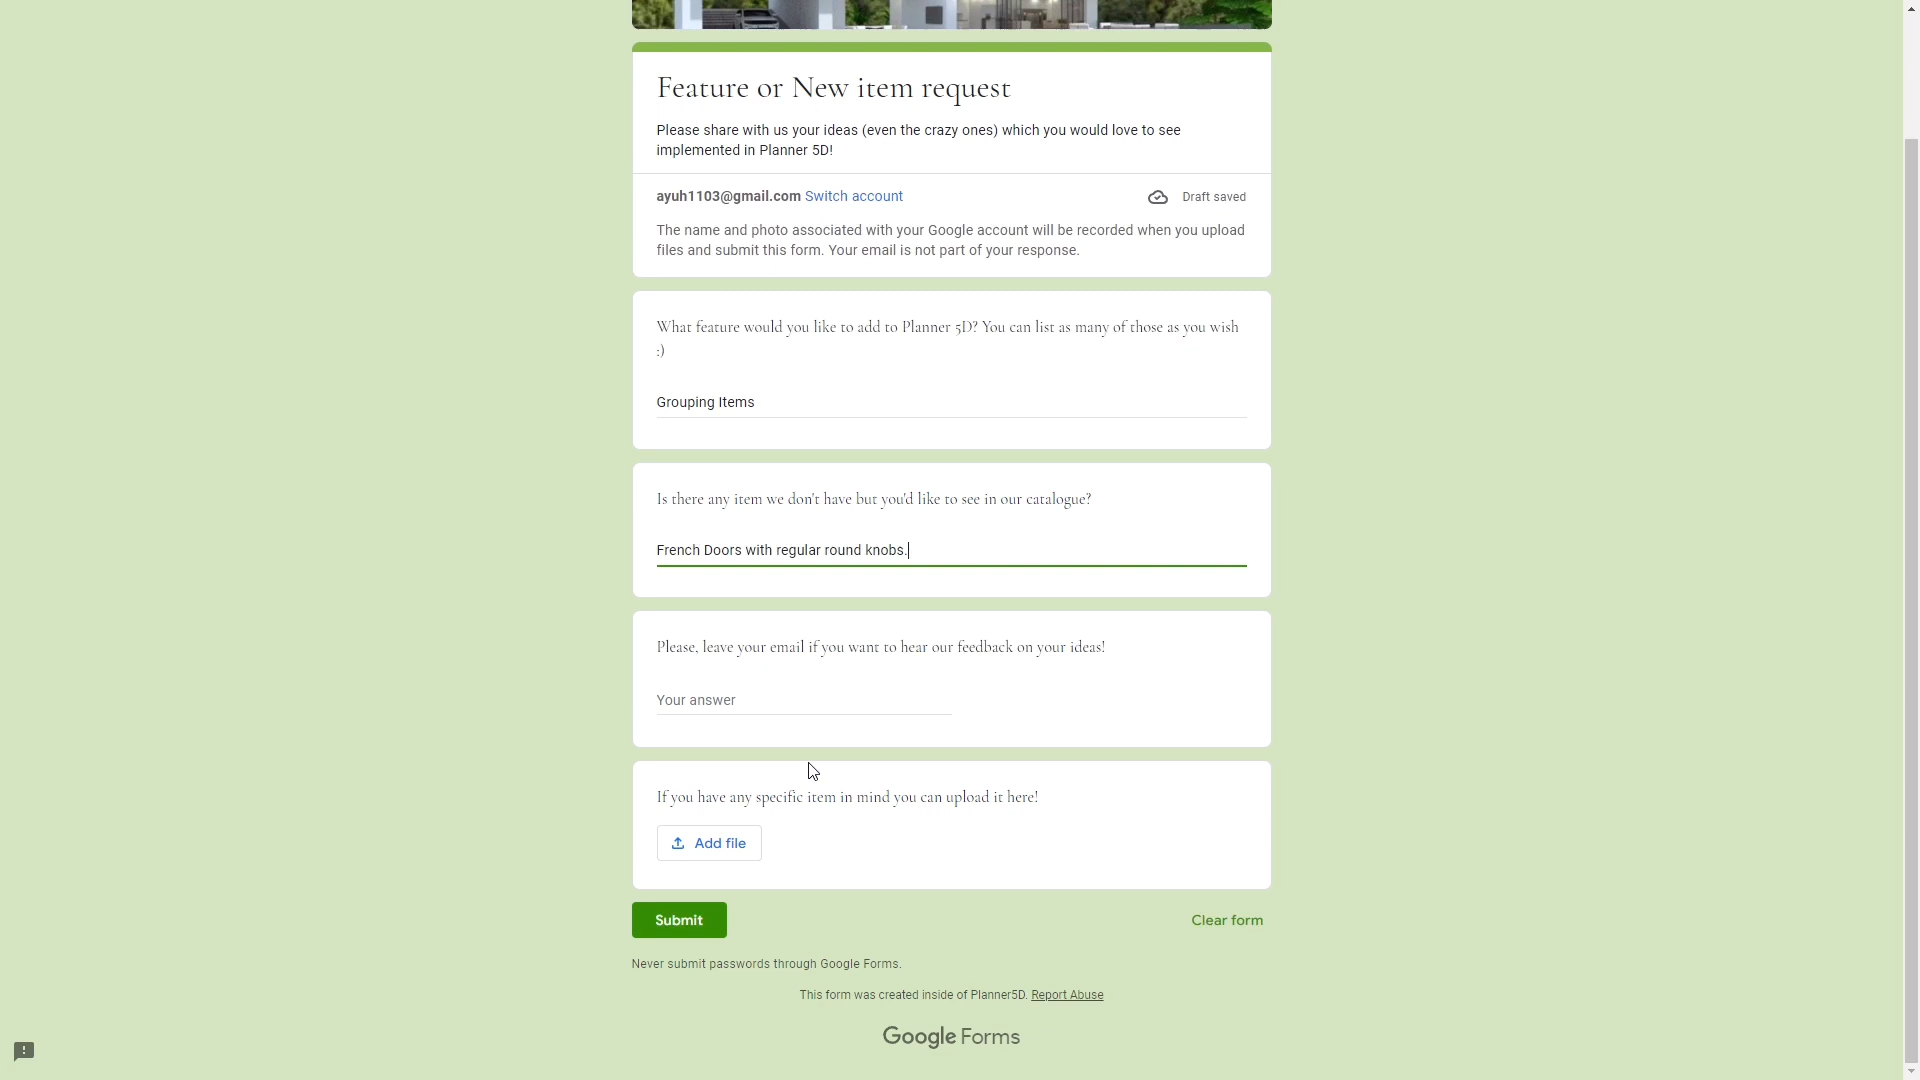 Feature or New item request
Please share with us your ideas (even the crazy ones) which you would love to see
implemented in Planner 5D!
ayuh1103@gmail.com Switch account
Draft saved
The name and photo associated with your Google account will be recorded when you upload
files and submit this form. Your email is not part of your response.
What feature would you like to add to Planner 5D? You can list as many of those as you wish
:)
Grouping Items
Is there any item we don't have but you'd like to see in our catalogue?
French Doors with regular round knobs.
Please, leave your email if you want to hear our feedback on your ideas!
Your answer
If you have any specific item in mind you can upload it here!
Add file
Submit
Clear form
Never submit passwords through Google Forms.
This form was created inside of Planner5D. Report Abuse
Google Forms